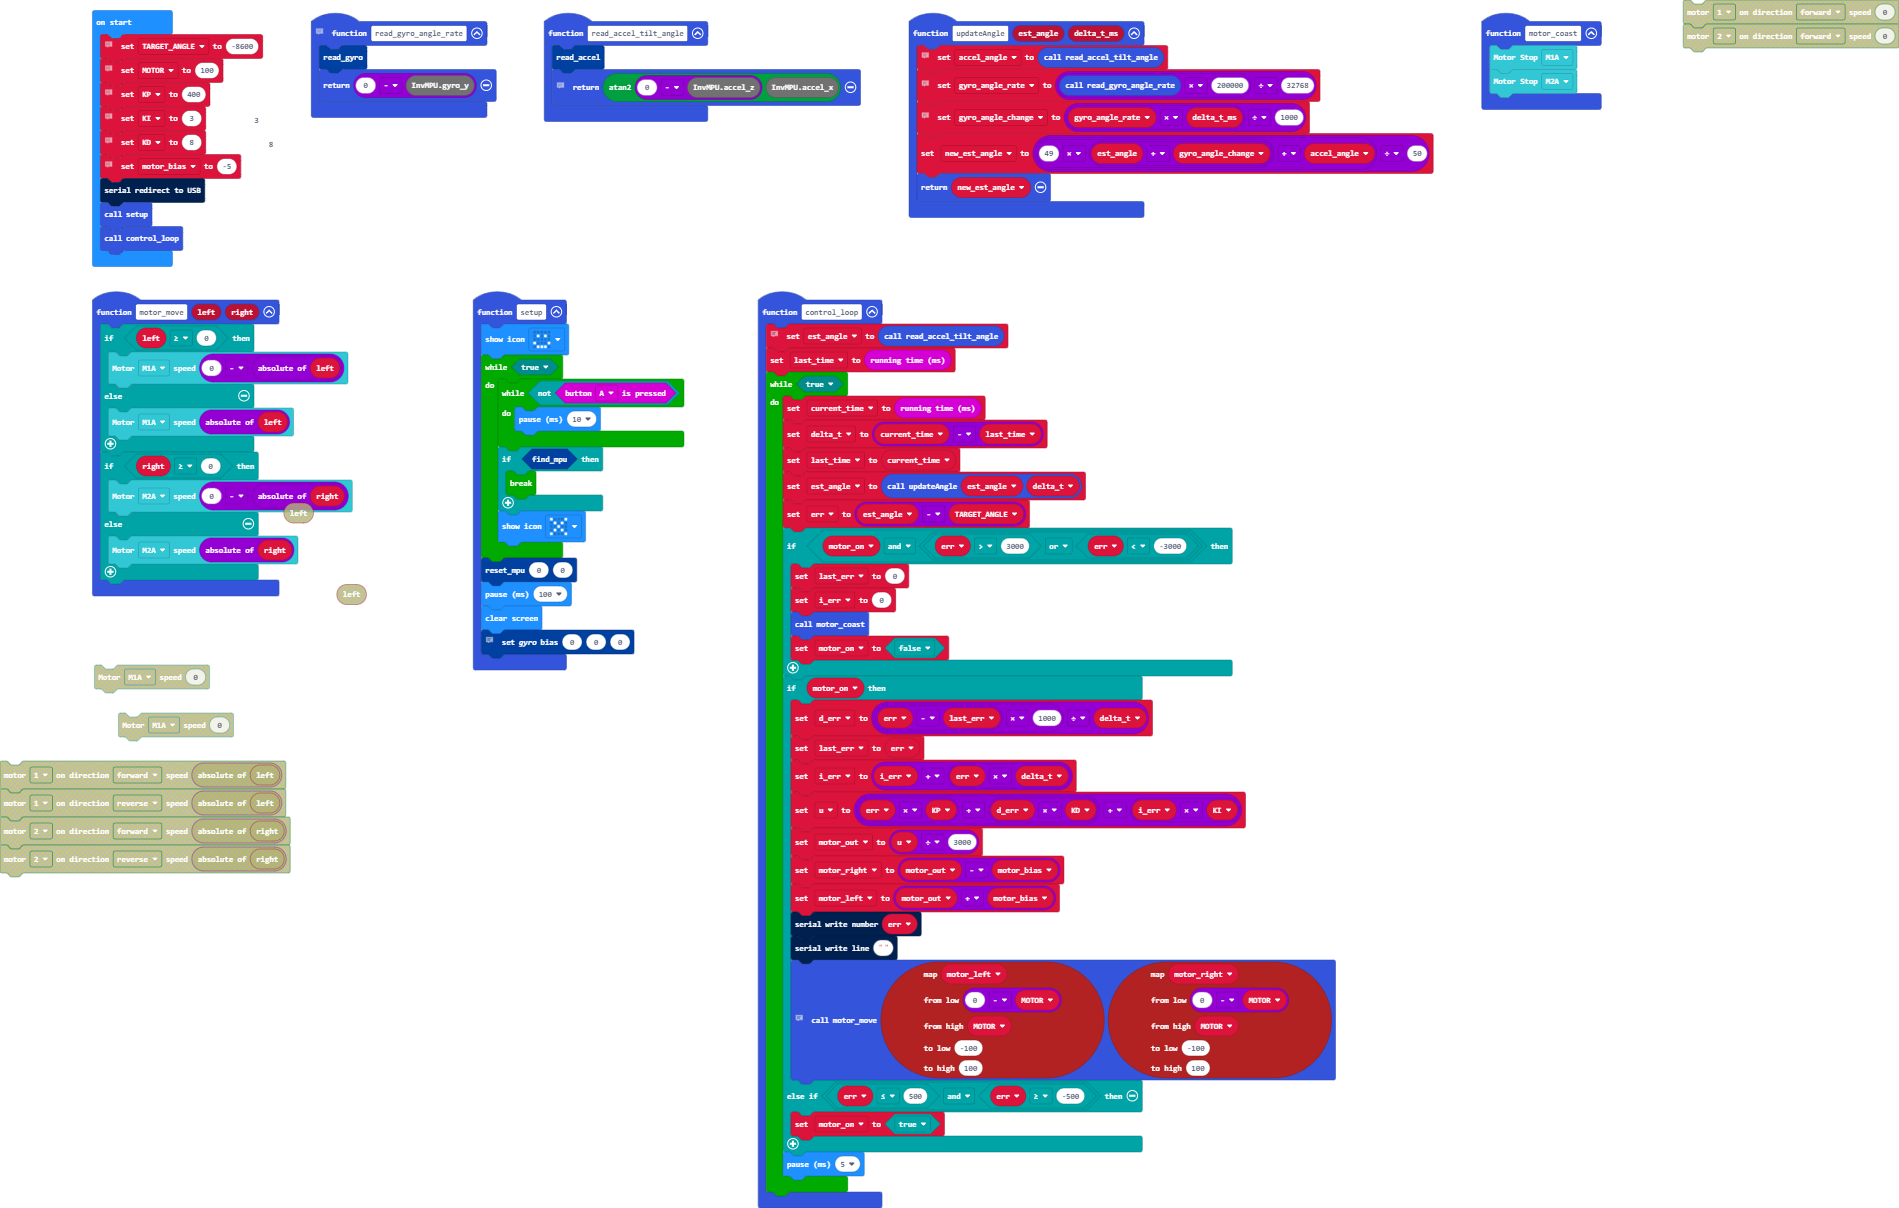 on start
set TARGET_ANGLE to -8600
set MOTOR to 100
set KP to 400
set KI to 3
set KD to 8
set motor_bias to -5
serial redirect to USB
call setup
call control_loop
3
8
function read_gyro_angle_rate
read_gyro
return 0 - InvMPU.gyro_y
function read_accel_tilt_angle
read_accel
return atan2 0 - InvMPU.accel_z InvMPU.accel_x
function updateAngle est_angle delta_t_ms
set accel_angle to call read_accel_tilt_angle
set gyro_angle_rate to call read_gyro_angle_rate × 200000 ÷ 32768
set gyro_angle_change to gyro_angle_rate × delta_t_ms ÷ 1000
set new_est_angle to 49 × est_angle + gyro_angle_change + accel_angle ÷ 50
return new_est_angle
function motor_coast
Motor Stop M1A
Motor Stop M2A
motor 1 on direction forward speed 0
motor 2 on direction forward speed 0
function motor_move left right
if left ≥ 0 then
Motor M1A speed 0 - absolute of left
else
Motor M1A speed absolute of left
if right ≥ 0 then
Motor M2A speed 0 - absolute of right
else
Motor M2A speed absolute of right
left
left
Motor M1A speed 0
Motor M1A speed 0
motor 1 on direction forward speed absolute of left
motor 1 on direction reverse speed absolute of left
motor 2 on direction forward speed absolute of right
motor 2 on direction reverse speed absolute of right
function setup
show icon
while true
do
while not button A is pressed
do pause (ms) 10
if find_mpu then
break
show icon
reset_mpu 0 0
pause (ms) 100
clear screen
set gyro bias 0 0 0
function control_loop
set est_angle to call read_accel_tilt_angle
set last_time to running time (ms)
while true
do
set current_time to running time (ms)
set delta_t to current_time - last_time
set last_time to current_time
set est_angle to call updateAngle est_angle delta_t
set err to est_angle - TARGET_ANGLE
if motor_on and err > 3000 or err < -3000 then
set last_err to 0
set i_err to 0
call motor_coast
set motor_on to false
if motor_on then
set d_err to err - last_err × 1000 ÷ delta_t
set last_err to err
set i_err to i_err + err × delta_t
set u to err × KP + d_err × KD + i_err × KI
set motor_out to u ÷ 3000
set motor_right to motor_out - motor_bias
set motor_left to motor_out + motor_bias
serial write number err
serial write line " "
call motor_move
map motor_left
from low 0 - MOTOR
from high MOTOR
to low -100
to high 100
map motor_right
from low 0 - MOTOR
from high MOTOR
to low -100
to high 100
else if err ≤ 500 and err ≥ -500 then
set motor_on to true
pause (ms) 5